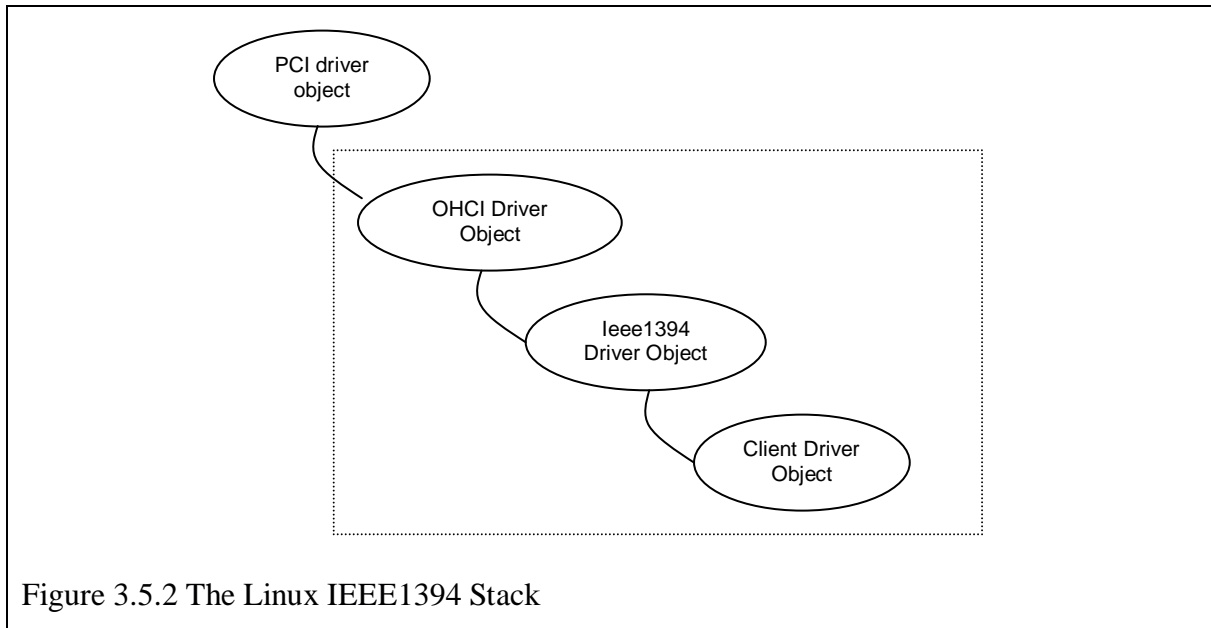 PCI driver
object
OHCI Driver
Object
Ieee1394
Driver Object
Client Driver
Object
Figure 3.5.2 The Linux IEEE1394 Stack